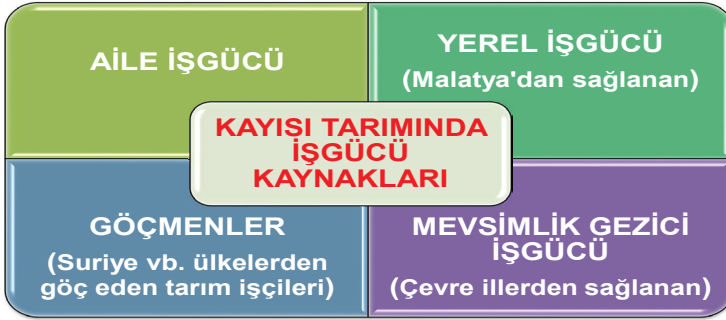 AİLE İŞGÜCÜ
YEREL İŞGÜCÜ
(Malatya'dan sağlanan)
KAYISI TARIMINDA
İŞGÜCÜ
KAYNAKLARI
GÖÇMENLER
(Suriye vb. ülkelerden
göç eden tarım işçileri)
MEVSİMLİK GEZİCİ
İŞGÜCÜ
(Çevre illerden sağlanan)